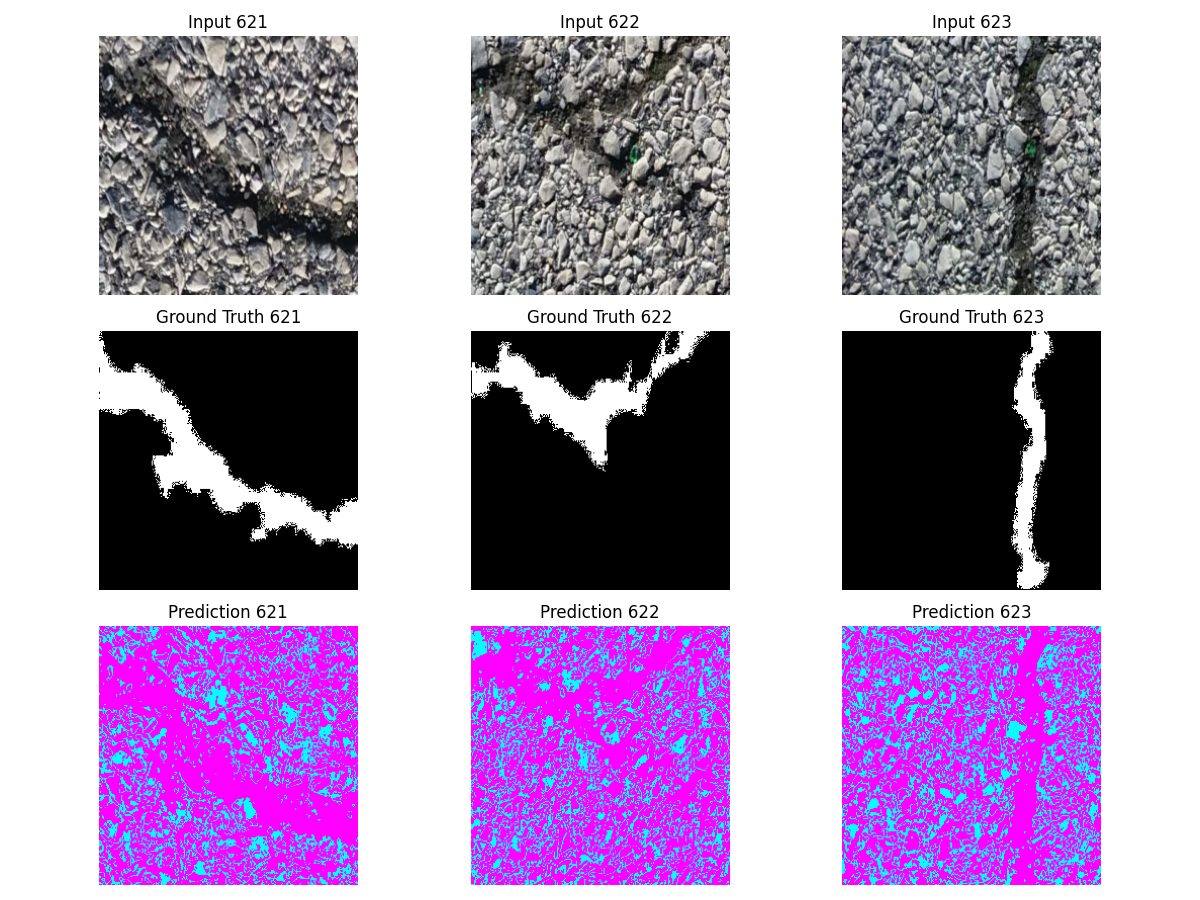 Input 621
Input 622
Input 623
Ground Truth 621
Ground Truth 622
Ground Truth 623
Prediction 621
Prediction 622
Prediction 623